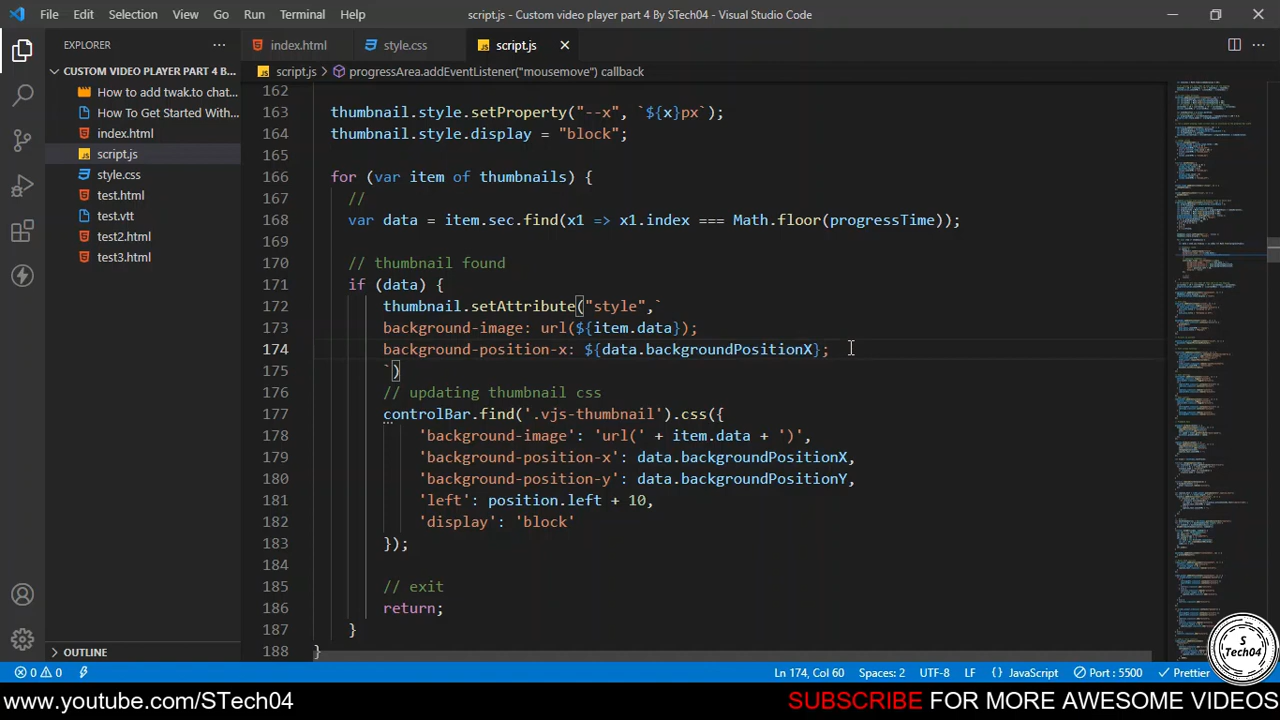 File Edit Selection View Go Run Terminal Help
script.js - Custom video player part 4 By STech04 - Visual Studio Code
EXPLORER
index.html style.css script.js
CUSTOM VIDEO PLAYER PART 4 B...
script.js > progressArea.addEventListener("mousemove") callback
How to add twak.to chat...
How To Get Started With...
index.html
script.js
style.css
test.html
test.vtt
test2.html
test3.html
OUTLINE
162
163 thumbnail.style.setProperty("--x", `${x}px`);
164 thumbnail.style.display = "block";
165
166 for (var item of thumbnails) {
167 //
168 var data = item. find(x1 => x1.index === Math.floor(progressTime));
169
170 // thumbnail found
171 if (data) {
172 thumbnail.setAttribute("style",`
173 background-image: url(${item.data});
174 background-position-x: ${data.backgroundPositionX};
175 `)
176 // updating thumbnail css
177 controlBar.find('.vjs-thumbnail').css({
178 'background-image': 'url(' + item.data + ')',
179 'background-position-x': data.backgroundPositionX,
180 'background-position-y': data.backgroundPositionY,
181 'left': position.left + 10,
182 'display': 'block'
183 });
184
185 // exit
186 return;
187 }
188 }
S
Tech04
0 0 Ln 174, Col 60 Spaces: 2 UTF-8 LF JavaScript Port : 5500 Prettier
www.youtube.com/STech04 SUBSCRIBE FOR MORE AWESOME VIDEOS